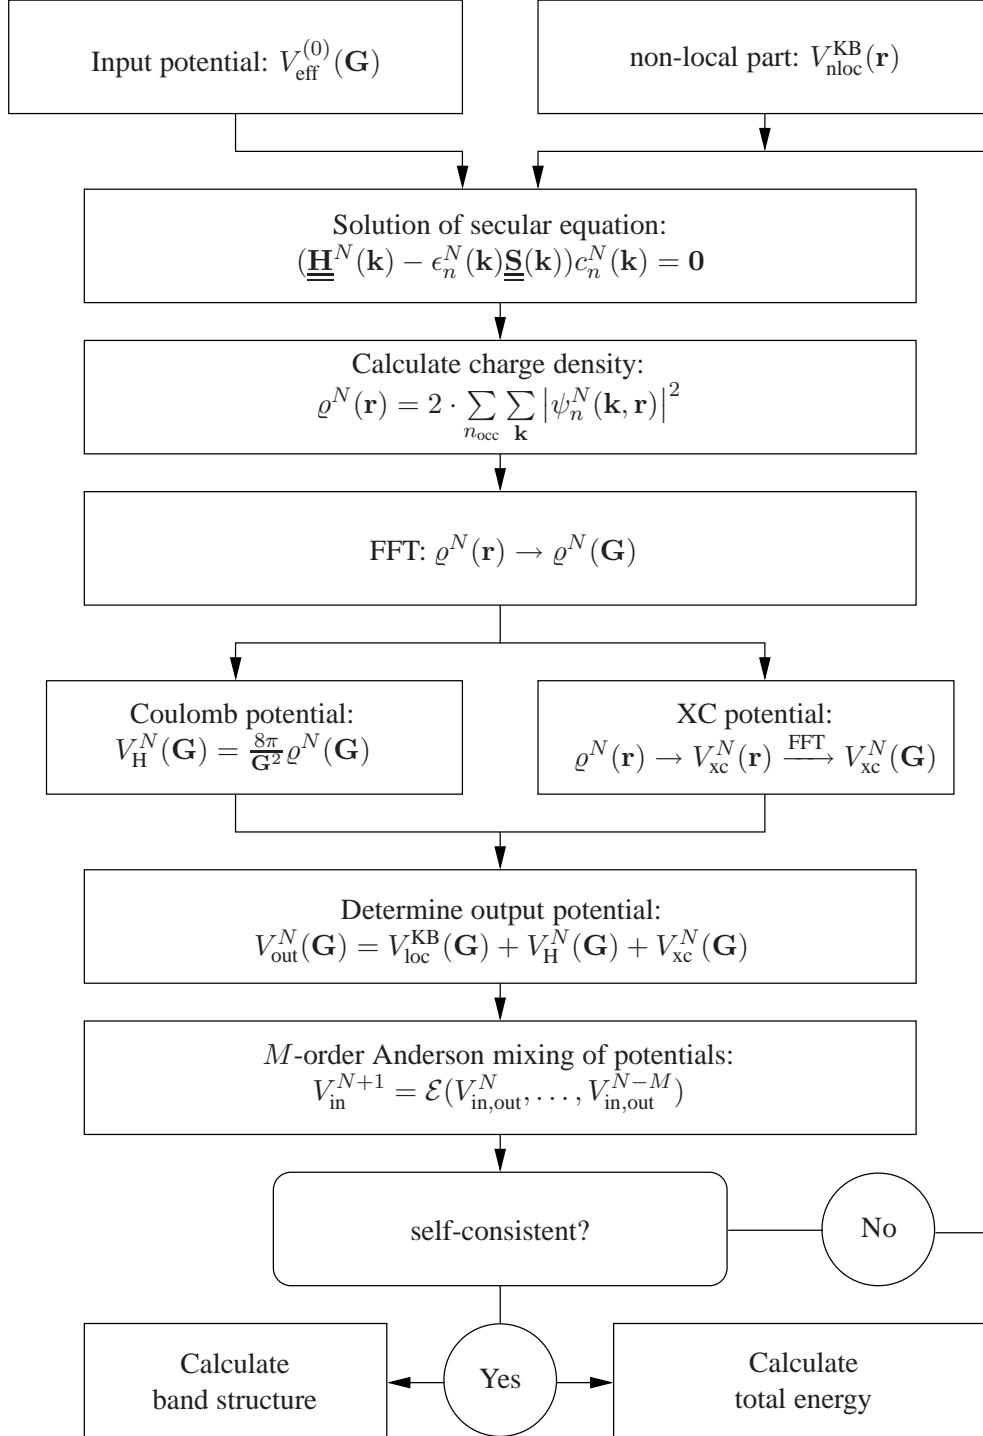 Input potential: $V_{\text{eff}}^{(0)}(\mathbf{G})$
non-local part: $V_{\text{nloc}}^{\text{KB}}(\mathbf{r})$
Solution of secular equation:
$(\underline{\underline{\mathbf{H}}}^{N}(\mathbf{k}) - \epsilon_n^N(\mathbf{k})\underline{\underline{\mathbf{S}}}(\mathbf{k}))c_n^N(\mathbf{k}) = \mathbf{0}$
Calculate charge density:
$\varrho^N(\mathbf{r}) = 2 \cdot \sum\limits_{n_{\text{occ}}} \sum\limits_{\mathbf{k}} \left|\psi_n^N(\mathbf{k}, \mathbf{r})\right|^2$
FFT: $\varrho^N(\mathbf{r}) \rightarrow \varrho^N(\mathbf{G})$
Coulomb potential:
$V_{\text{H}}^N(\mathbf{G}) = \frac{8\pi}{\mathbf{G}^2}\varrho^N(\mathbf{G})$
XC potential:
$\varrho^N(\mathbf{r}) \rightarrow V_{\text{xc}}^N(\mathbf{r}) \xrightarrow{\text{FFT}} V_{\text{xc}}^N(\mathbf{G})$
Determine output potential:
$V_{\text{out}}^N(\mathbf{G}) = V_{\text{loc}}^{\text{KB}}(\mathbf{G}) + V_{\text{H}}^N(\mathbf{G}) + V_{\text{xc}}^N(\mathbf{G})$
$M$-order Anderson mixing of potentials:
$V_{\text{in}}^{N+1} = \mathcal{E}(V_{\text{in,out}}^N, \ldots, V_{\text{in,out}}^{N-M})$
self-consistent?
No
Yes
Calculate
band structure
Calculate
total energy